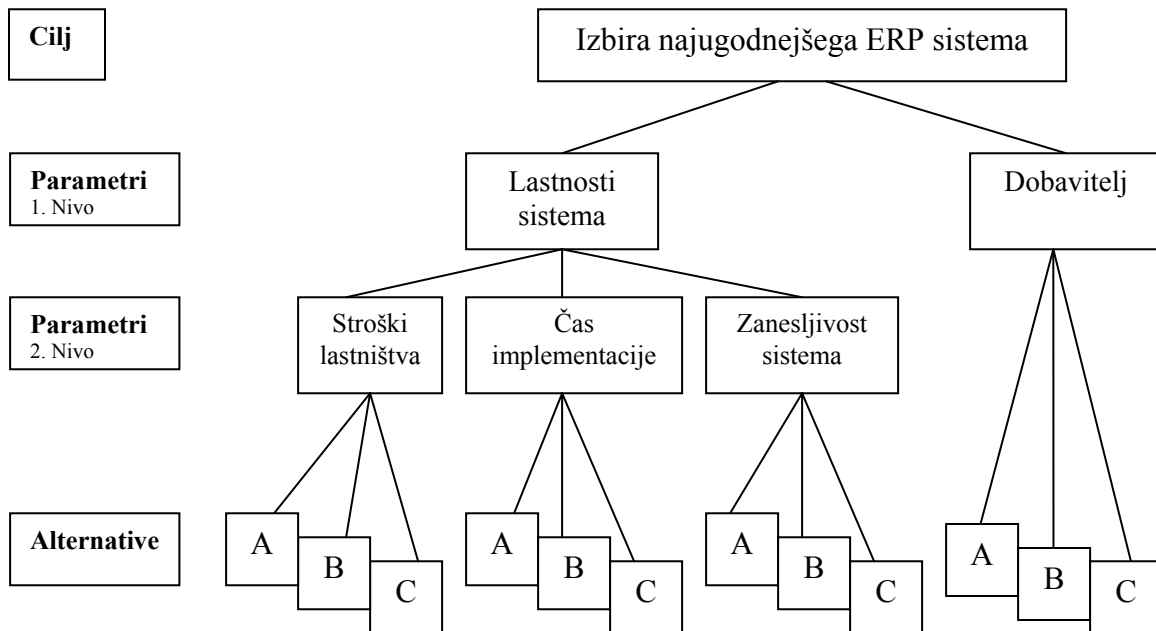 Cilj
Izbira najugodnejšega ERP sistema
Parametri
1. Nivo
Lastnosti
sistema
Dobavitelj
Parametri
2. Nivo
Stroški
lastništva
Čas
implementacije
Zanesljivost
sistema
Alternative
A
B
C
A
B
C
A
B
C
A
B
C